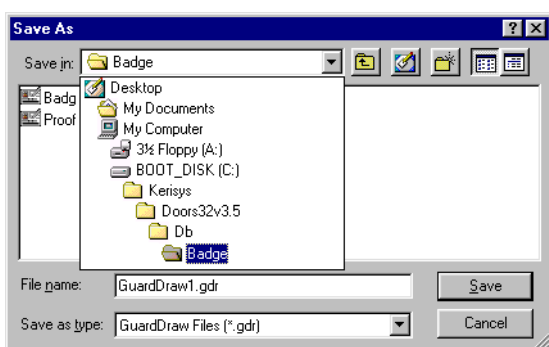 Save As
Save in: Badge
Desktop
Badg
My Documents
Proof
My Computer
3½ Floppy (A:)
BOOT_DISK (C:)
Kerisys
Doors32v3.5
Db
Badge
File name: GuardDraw1.gdr
Save
Save as type: GuardDraw Files (*.gdr)
Cancel